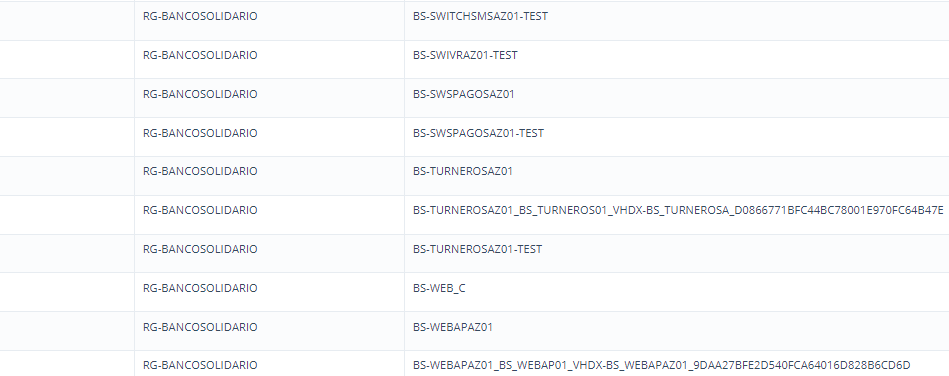 RG-BANCOSOLIDARIO BS-SWITCHSMSAZ01-TEST
RG-BANCOSOLIDARIO BS-SWIVRAZ01-TEST
RG-BANCOSOLIDARIO BS-SWSPAGOSAZ01
RG-BANCOSOLIDARIO BS-SWSPAGOSAZ01-TEST
RG-BANCOSOLIDARIO BS-TURNEROSAZ01
RG-BANCOSOLIDARIO BS-TURNEROSAZ01_BS_TURNEROS01_VHDX-BS_TURNEROSA_D0866771BFC44BC78001E970FC64B47E
RG-BANCOSOLIDARIO BS-TURNEROSAZ01-TEST
RG-BANCOSOLIDARIO BS-WEB_C
RG-BANCOSOLIDARIO BS-WEBAPAZ01
RG-BANCOSOLIDARIO BS-WEBAPAZ01_BS_WEBAP01_VHDX-BS_WEBAPAZ01_9DAA27BFE2D540FCA64016D828B6CD6D